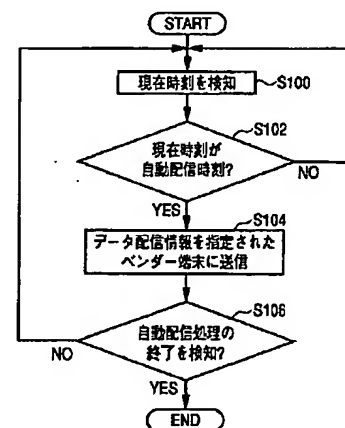 START
現在時刻を検知
S100
S102
現在時刻が
自動配信時刻?
NO
YES
S104
データ配信情報を指定された
ベンダー端末に送信
S106
自動配信処理の
終了を検知?
NO
YES
END